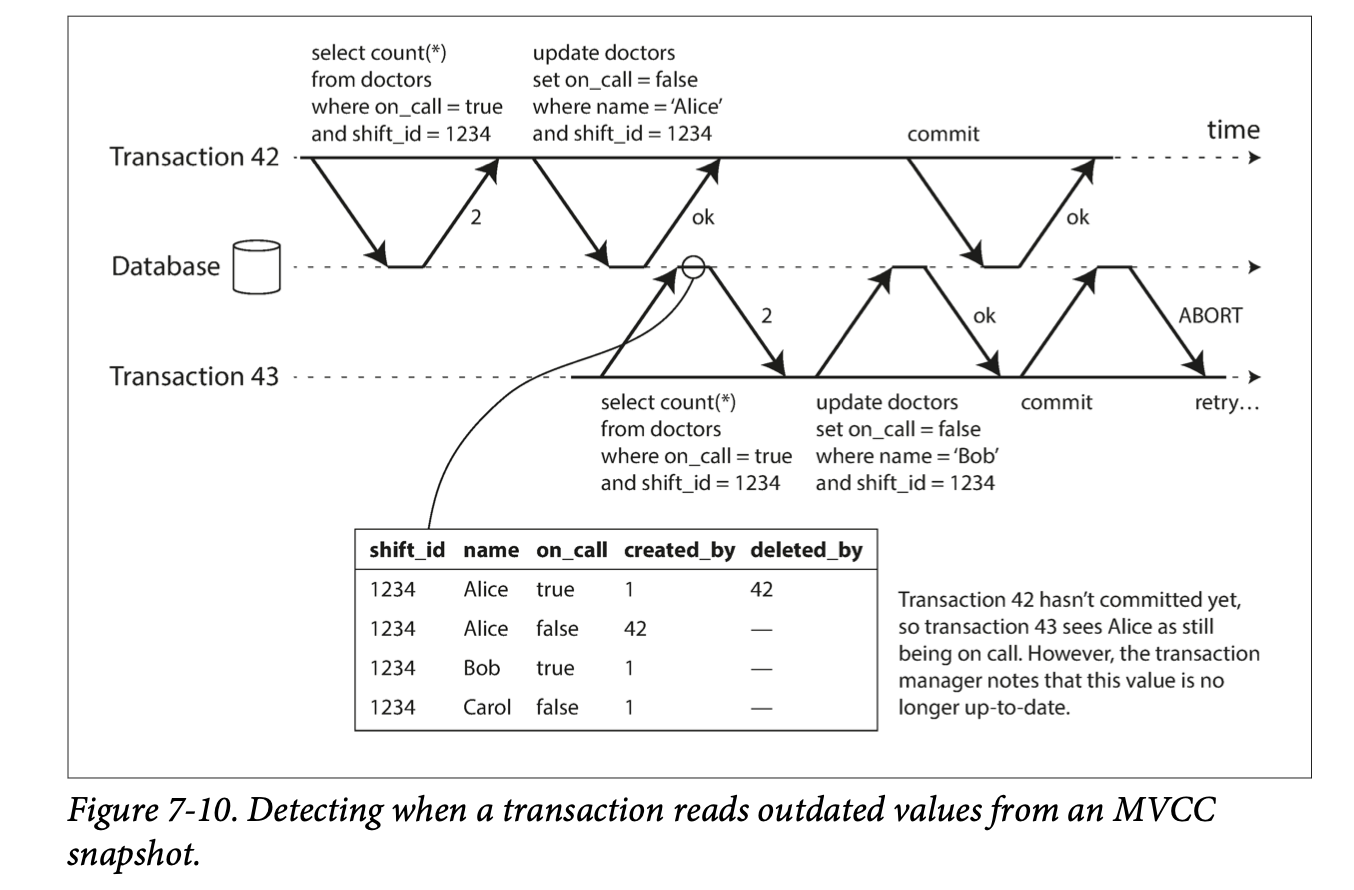 select count(*)
from doctors
where on_call = true
and shift_id = 1234
update doctors
set on_call = false
where name = ‘Alice’
and shift_id = 1234
commit
time
Transaction 42
2
ok
ok
Database
2
ok
ABORT
Transaction 43
select count(*)
from doctors
where on_call = true
and shift_id = 1234
update doctors
set on_call = false
where name = ‘Bob’
and shift_id = 1234
commit
retry…
shift_id name on_call created_by deleted_by
1234 Alice true 1 42
1234 Alice false 42 —
1234 Bob true 1 —
1234 Carol false 1 —
Transaction 42 hasn’t committed yet,
so transaction 43 sees Alice as still
being on call. However, the transaction
manager notes that this value is no
longer up-to-date.
Figure 7-10. Detecting when a transaction reads outdated values from an MVCC
snapshot.